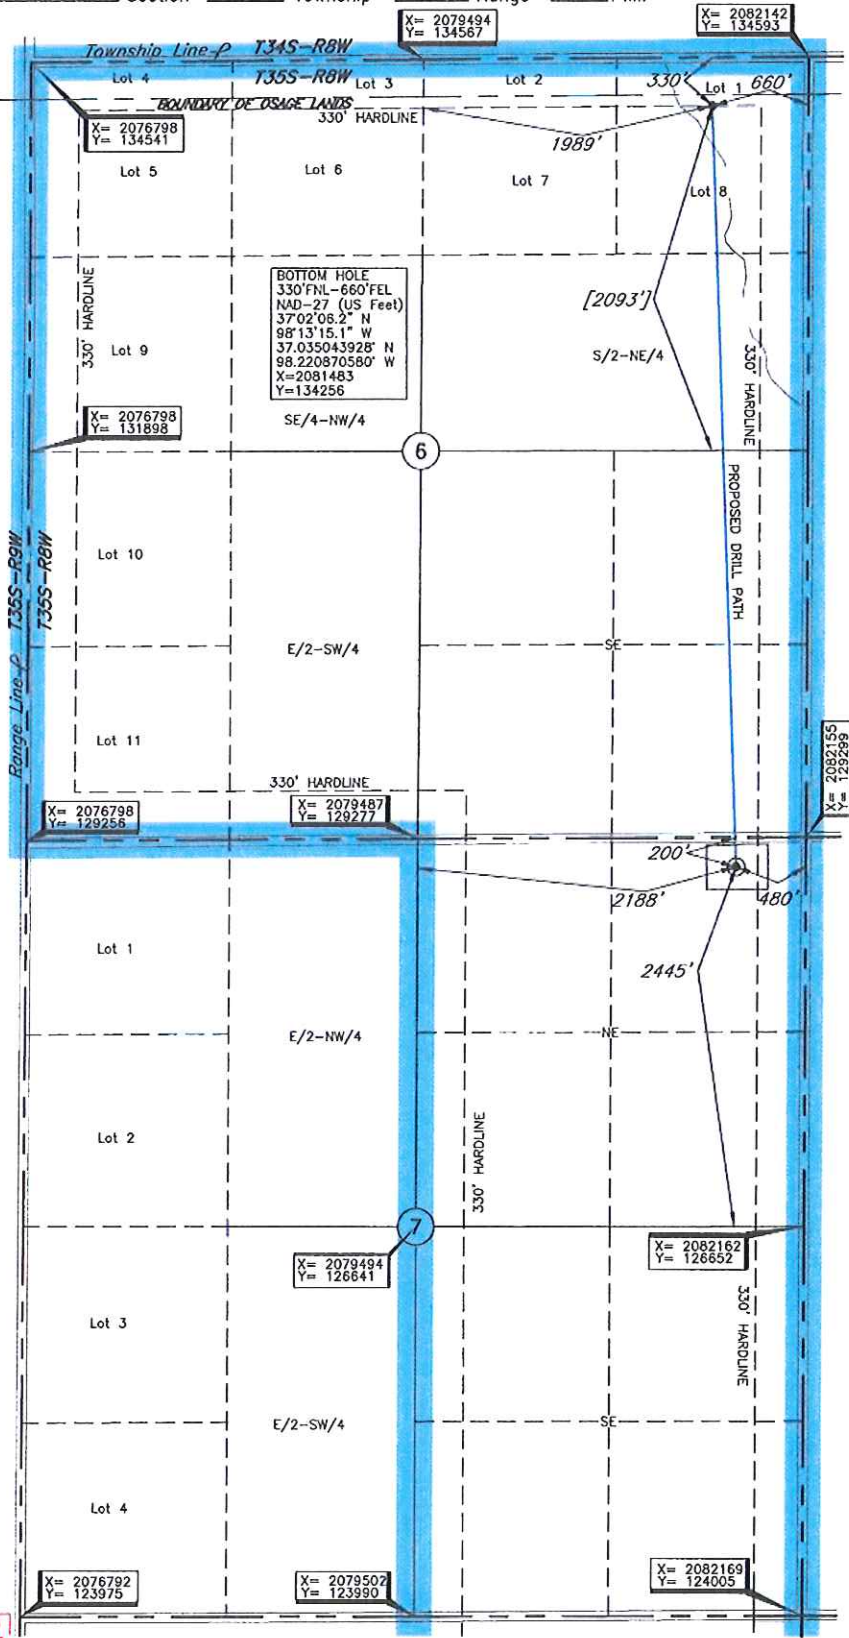 Section Township Range
X= 2079494
Y= 134567
X= 2082142
Y= 134593
Township Line-P T34S-R8W
T35S-R8W
Lot 4
Lot 3
Lot 2
330'
Lot 1
660'
BOUNDARY OF OSAGE LANDS
330' HARDLINE
X= 2076798
Y= 134541
1989'
Lot 5
Lot 6
Lot 7
Lot 8
BOTTOM HOLE
330'FNL-660'FEL
NAD-27 (US Feet)
37°02'06.2" N
98°13'15.1" W
37.035043928° N
98.220870580° W
X=2081483
Y=134256
330' HARDLINE
[2093']
Lot 9
S/2-NE/4
330' HARDLINE
X= 2076798
Y= 131898
SE/4-NW/4
6
PROPOSED DRILL PATH
Range Line-P T35S-R9W
T35S-R8W
Lot 10
E/2-SW/4
SE
Lot 11
330' HARDLINE
X= 2082155
Y= 129299
X= 2076798
Y= 129256
X= 2079487
Y= 129277
200'
2188'
480'
Lot 1
2445'
E/2-NW/4
NE
Lot 2
330' HARDLINE
7
X= 2082162
Y= 126652
X= 2079494
Y= 126641
Lot 3
330' HARDLINE
E/2-SW/4
SE
Lot 4
X= 2076792
Y= 123975
X= 2079502
Y= 123990
X= 2082169
Y= 124005